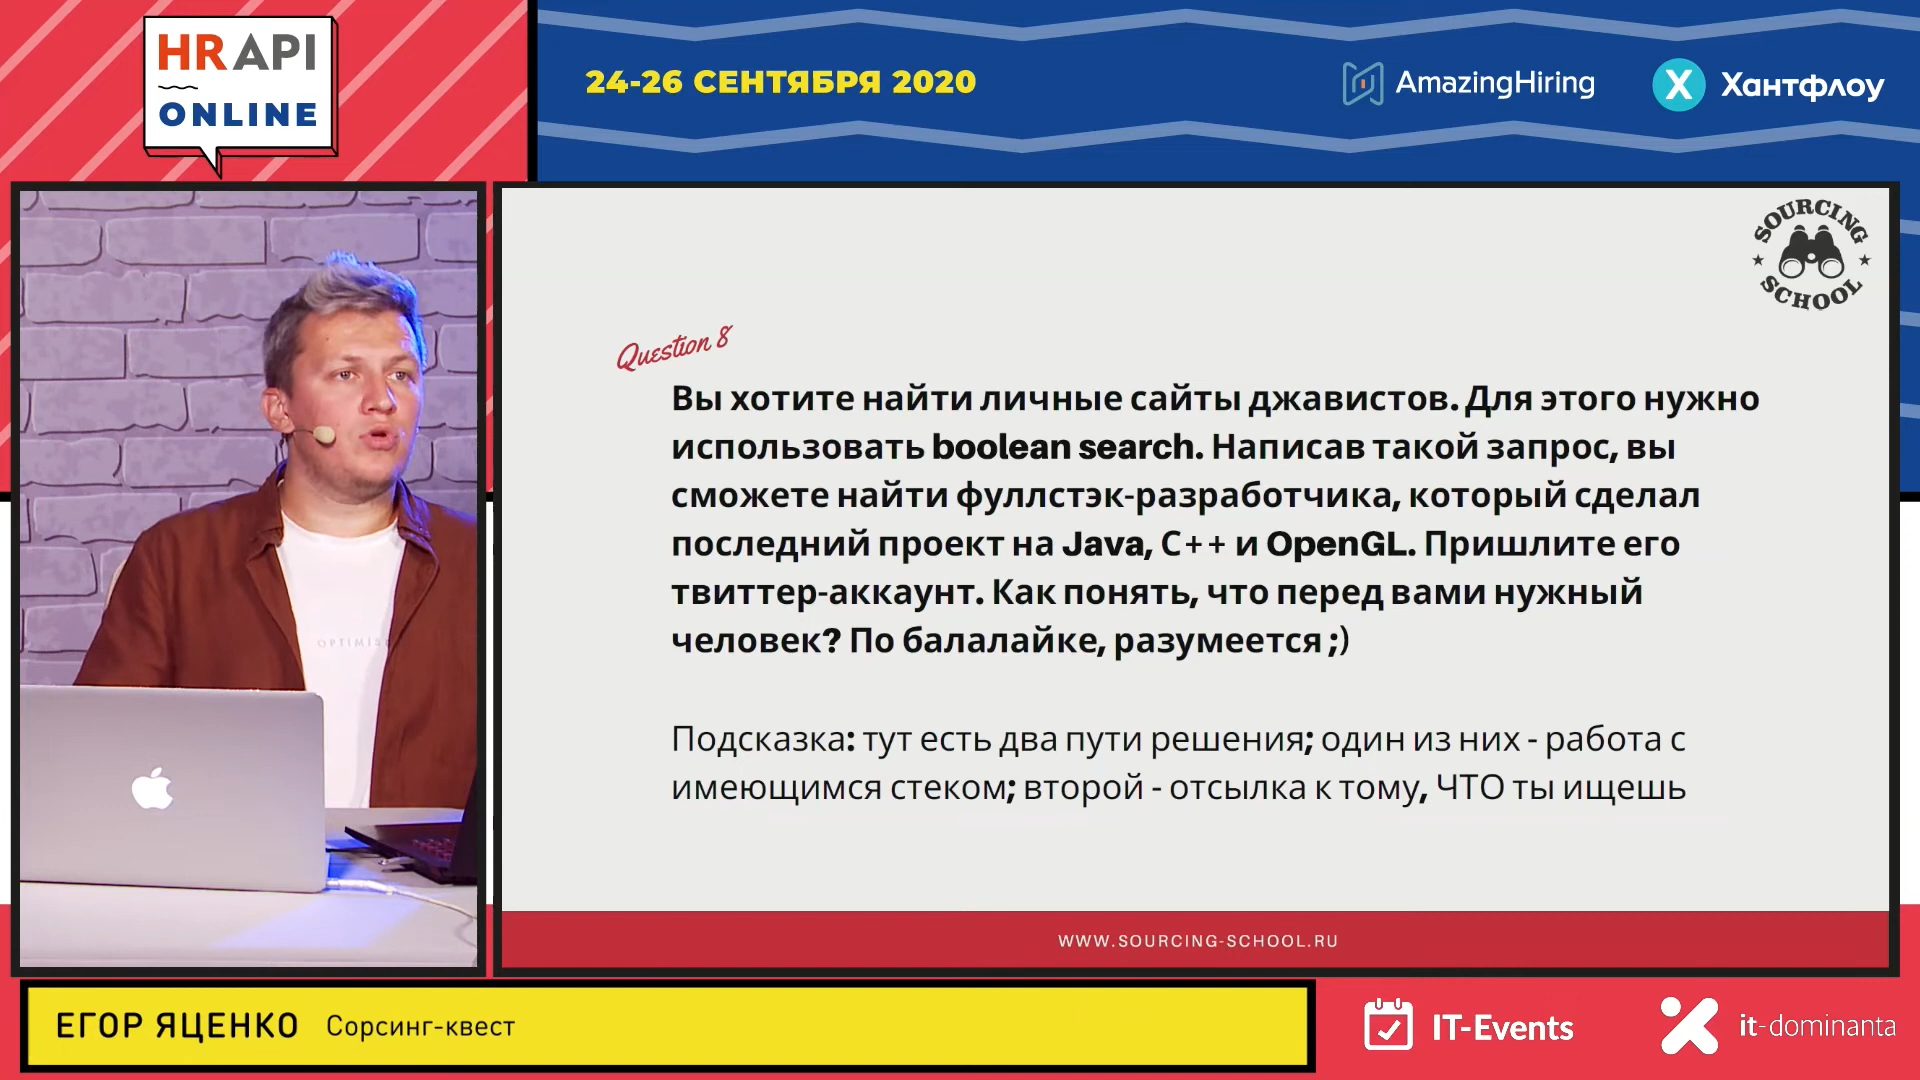 HR API
ONLINE
24-26 СЕНТЯБРЯ 2020
AmazingHiring
X Хантфлоу
SOURCING
SCHOOL
Question 8
Вы хотите найти личные сайты джавистов. Для этого нужно
использовать boolean search. Написав такой запрос, вы
сможете найти фуллстэк-разработчика, который сделал
последний проект на Java, С++ и OpenGL. Пришлите его
твиттер-аккаунт. Как понять, что перед вами нужный
человек? По балалайке, разумеется ;)
Подсказка: тут есть два пути решения; один из них - работа с
имеющимся стеком; второй - отсылка к тому, ЧТО ты ищешь
OPTIMIS
WWW.SOURCING-SCHOOL.RU
ЕГОР ЯЦЕНКО Сорсинг-квест
IT-Events
it-dominanta